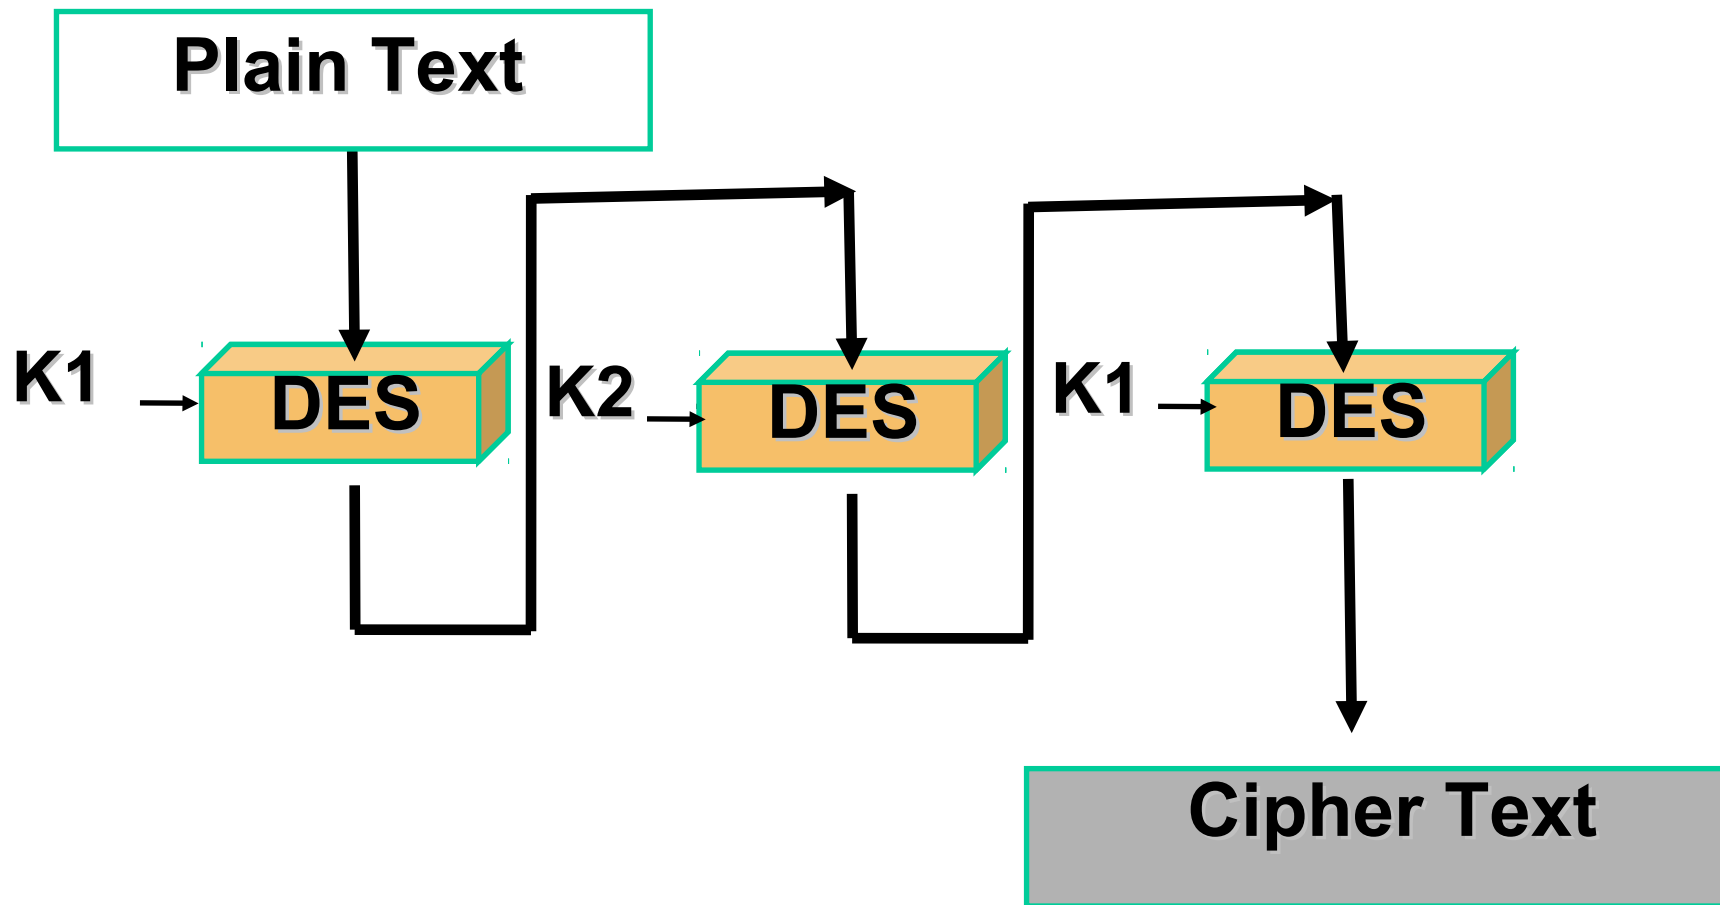 Plain Text
K1
DES
K2
DES
K1
DES
Cipher Text